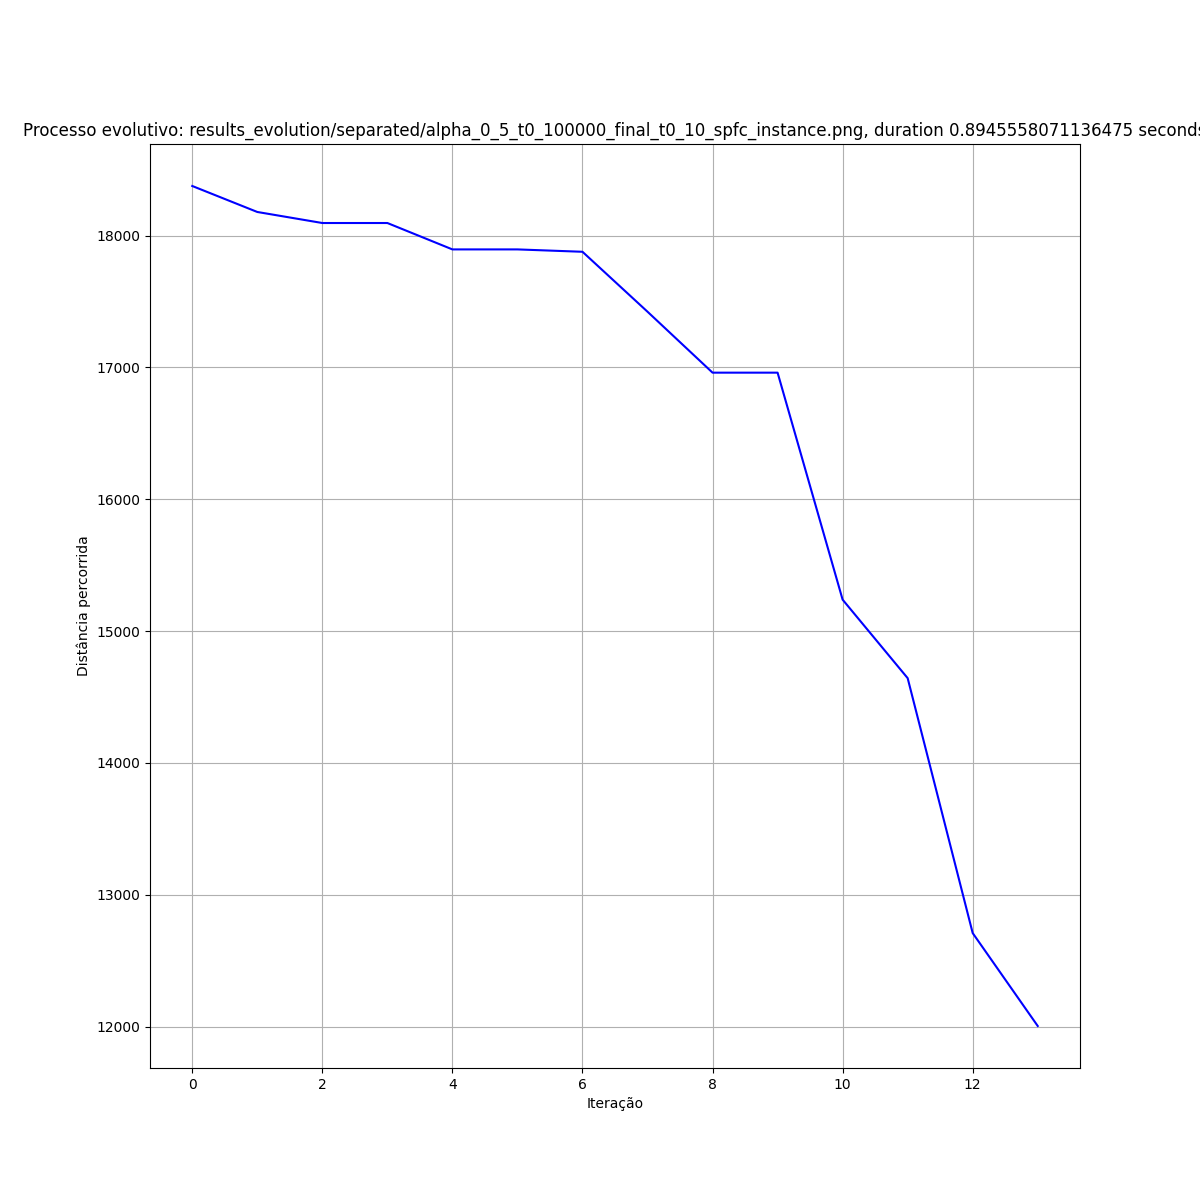 Processo evolutivo: results_evolution/separated/alpha_0_5_t0_100000_final_t0_10_spfc_instance.png, duration 0.8945558071136475 seconds
18000
17000
16000
15000
14000
13000
12000
Distância percorrida
0 2 4 6 8 10 12
Iteração